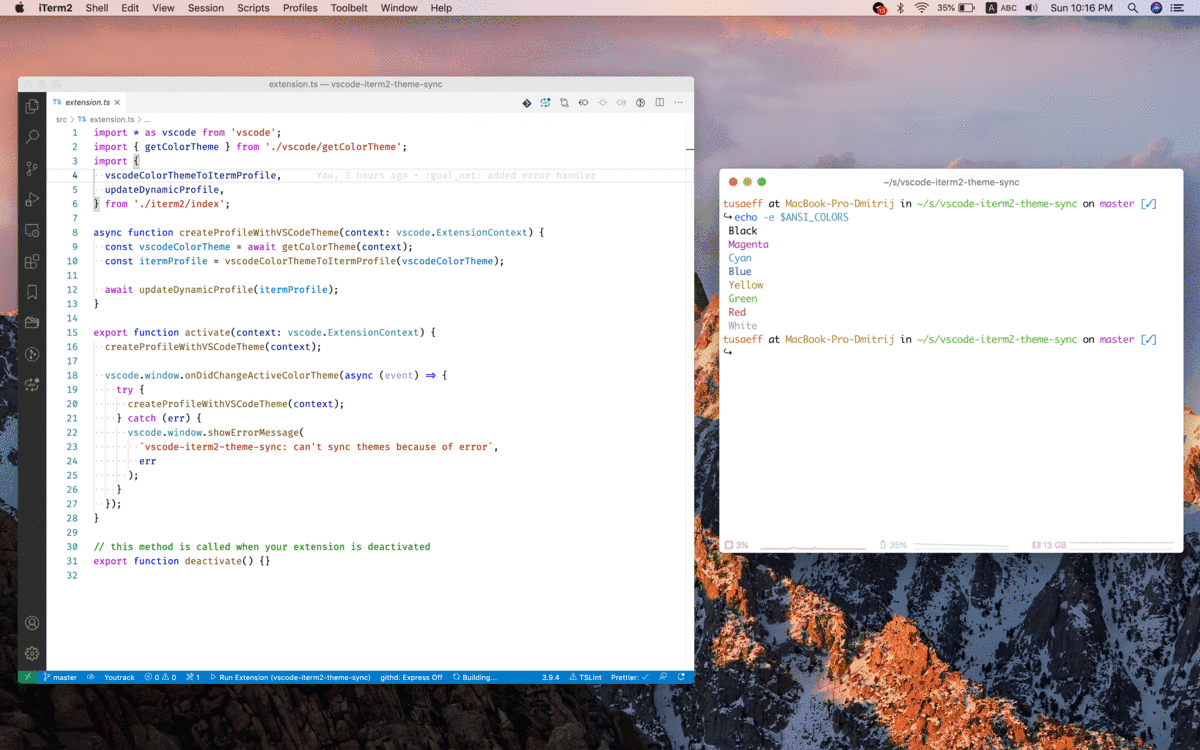 iTerm2 Shell Edit View Session Scripts Profiles Toolbelt Window Help 35% A ABC Sun 10:16 PM
extension.ts — vscode-iterm2-theme-sync
TS extension.ts ×
src > TS extension.ts > ...
1 import * as vscode from 'vscode';
2 import { getColorTheme } from './vscode/getColorTheme';
3 import {
4 vscodeColorThemeToItermProfile, You, 3 hours ago • :goal_net: added error handler
5 updateDynamicProfile,
6 } from './iterm2/index';
7
8 async function createProfileWithVSCodeTheme(context: vscode.ExtensionContext) {
9 const vscodeColorTheme = await getColorTheme(context);
10 const itermProfile = vscodeColorThemeToItermProfile(vscodeColorTheme);
11
12 await updateDynamicProfile(itermProfile);
13 }
14
15 export function activate(context: vscode.ExtensionContext) {
16 createProfileWithVSCodeTheme(context);
17
18 vscode.window.onDidChangeActiveColorTheme(async (event) ⇒ {
19 try {
20 createProfileWithVSCodeTheme(context);
21 } catch (err) {
22 vscode.window.showErrorMessage(
23 `vscode-iterm2-theme-sync: can't sync themes because of error`,
24 err
25 );
26 }
27 });
28 }
29
30 // this method is called when your extension is deactivated
31 export function deactivate() {}
32
master Youtrack 0 0 1 Run Extension (vscode-iterm2-theme-sync) githd: Express Off Building... 3.9.4 TSLint Prettier: ✓
~/s/vscode-iterm2-theme-sync
tusaeff at MacBook-Pro-Dmitrij in ~/s/vscode-iterm2-theme-sync on master [✓]
↪ echo -e $ANSI_COLORS
Black
Magenta
Cyan
Blue
Yellow
Green
Red
White
tusaeff at MacBook-Pro-Dmitrij in ~/s/vscode-iterm2-theme-sync on master [✓]
↪
3% 35% 13 GB